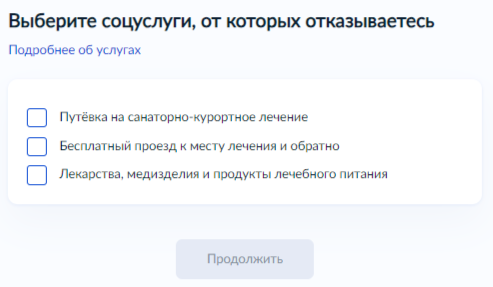 Выберите соцуслуги, от которых отказываетесь
Подробнее об услугах
Путёвка на санаторно-курортное лечение
Бесплатный проезд к месту лечения и обратно
Лекарства, медизделия и продукты лечебного питания
Продолжить